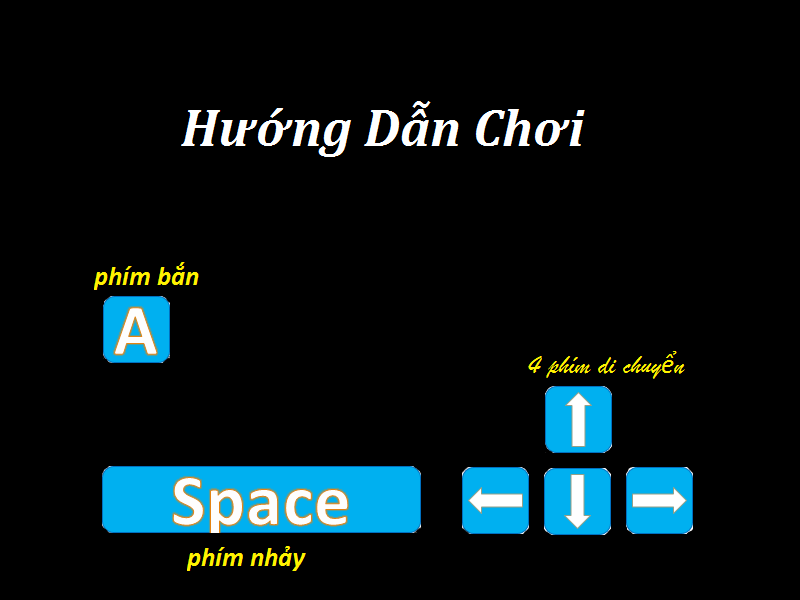 Hướng Dẫn Chơi
phím bắn
A
4 phím di chuyển
Space
phím nhảy